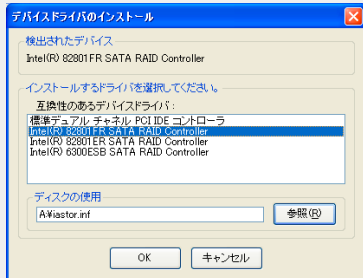 デバイスドライバのインストール
検出されたデバイス
Intel(R) 82801FR SATA RAID Controller
インストールするドライバを選択してください。
互換性のあるデバイスドライバ:
標準デュアル チャネル PCI IDE コントローラ
Intel(R) 82801FR SATA RAID Controller
Intel(R) 82801ER SATA RAID Controller
Intel(R) 6300ESB SATA RAID Controller
ディスクの使用
A:¥iastor.inf
参照(R)
OK
キャンセル